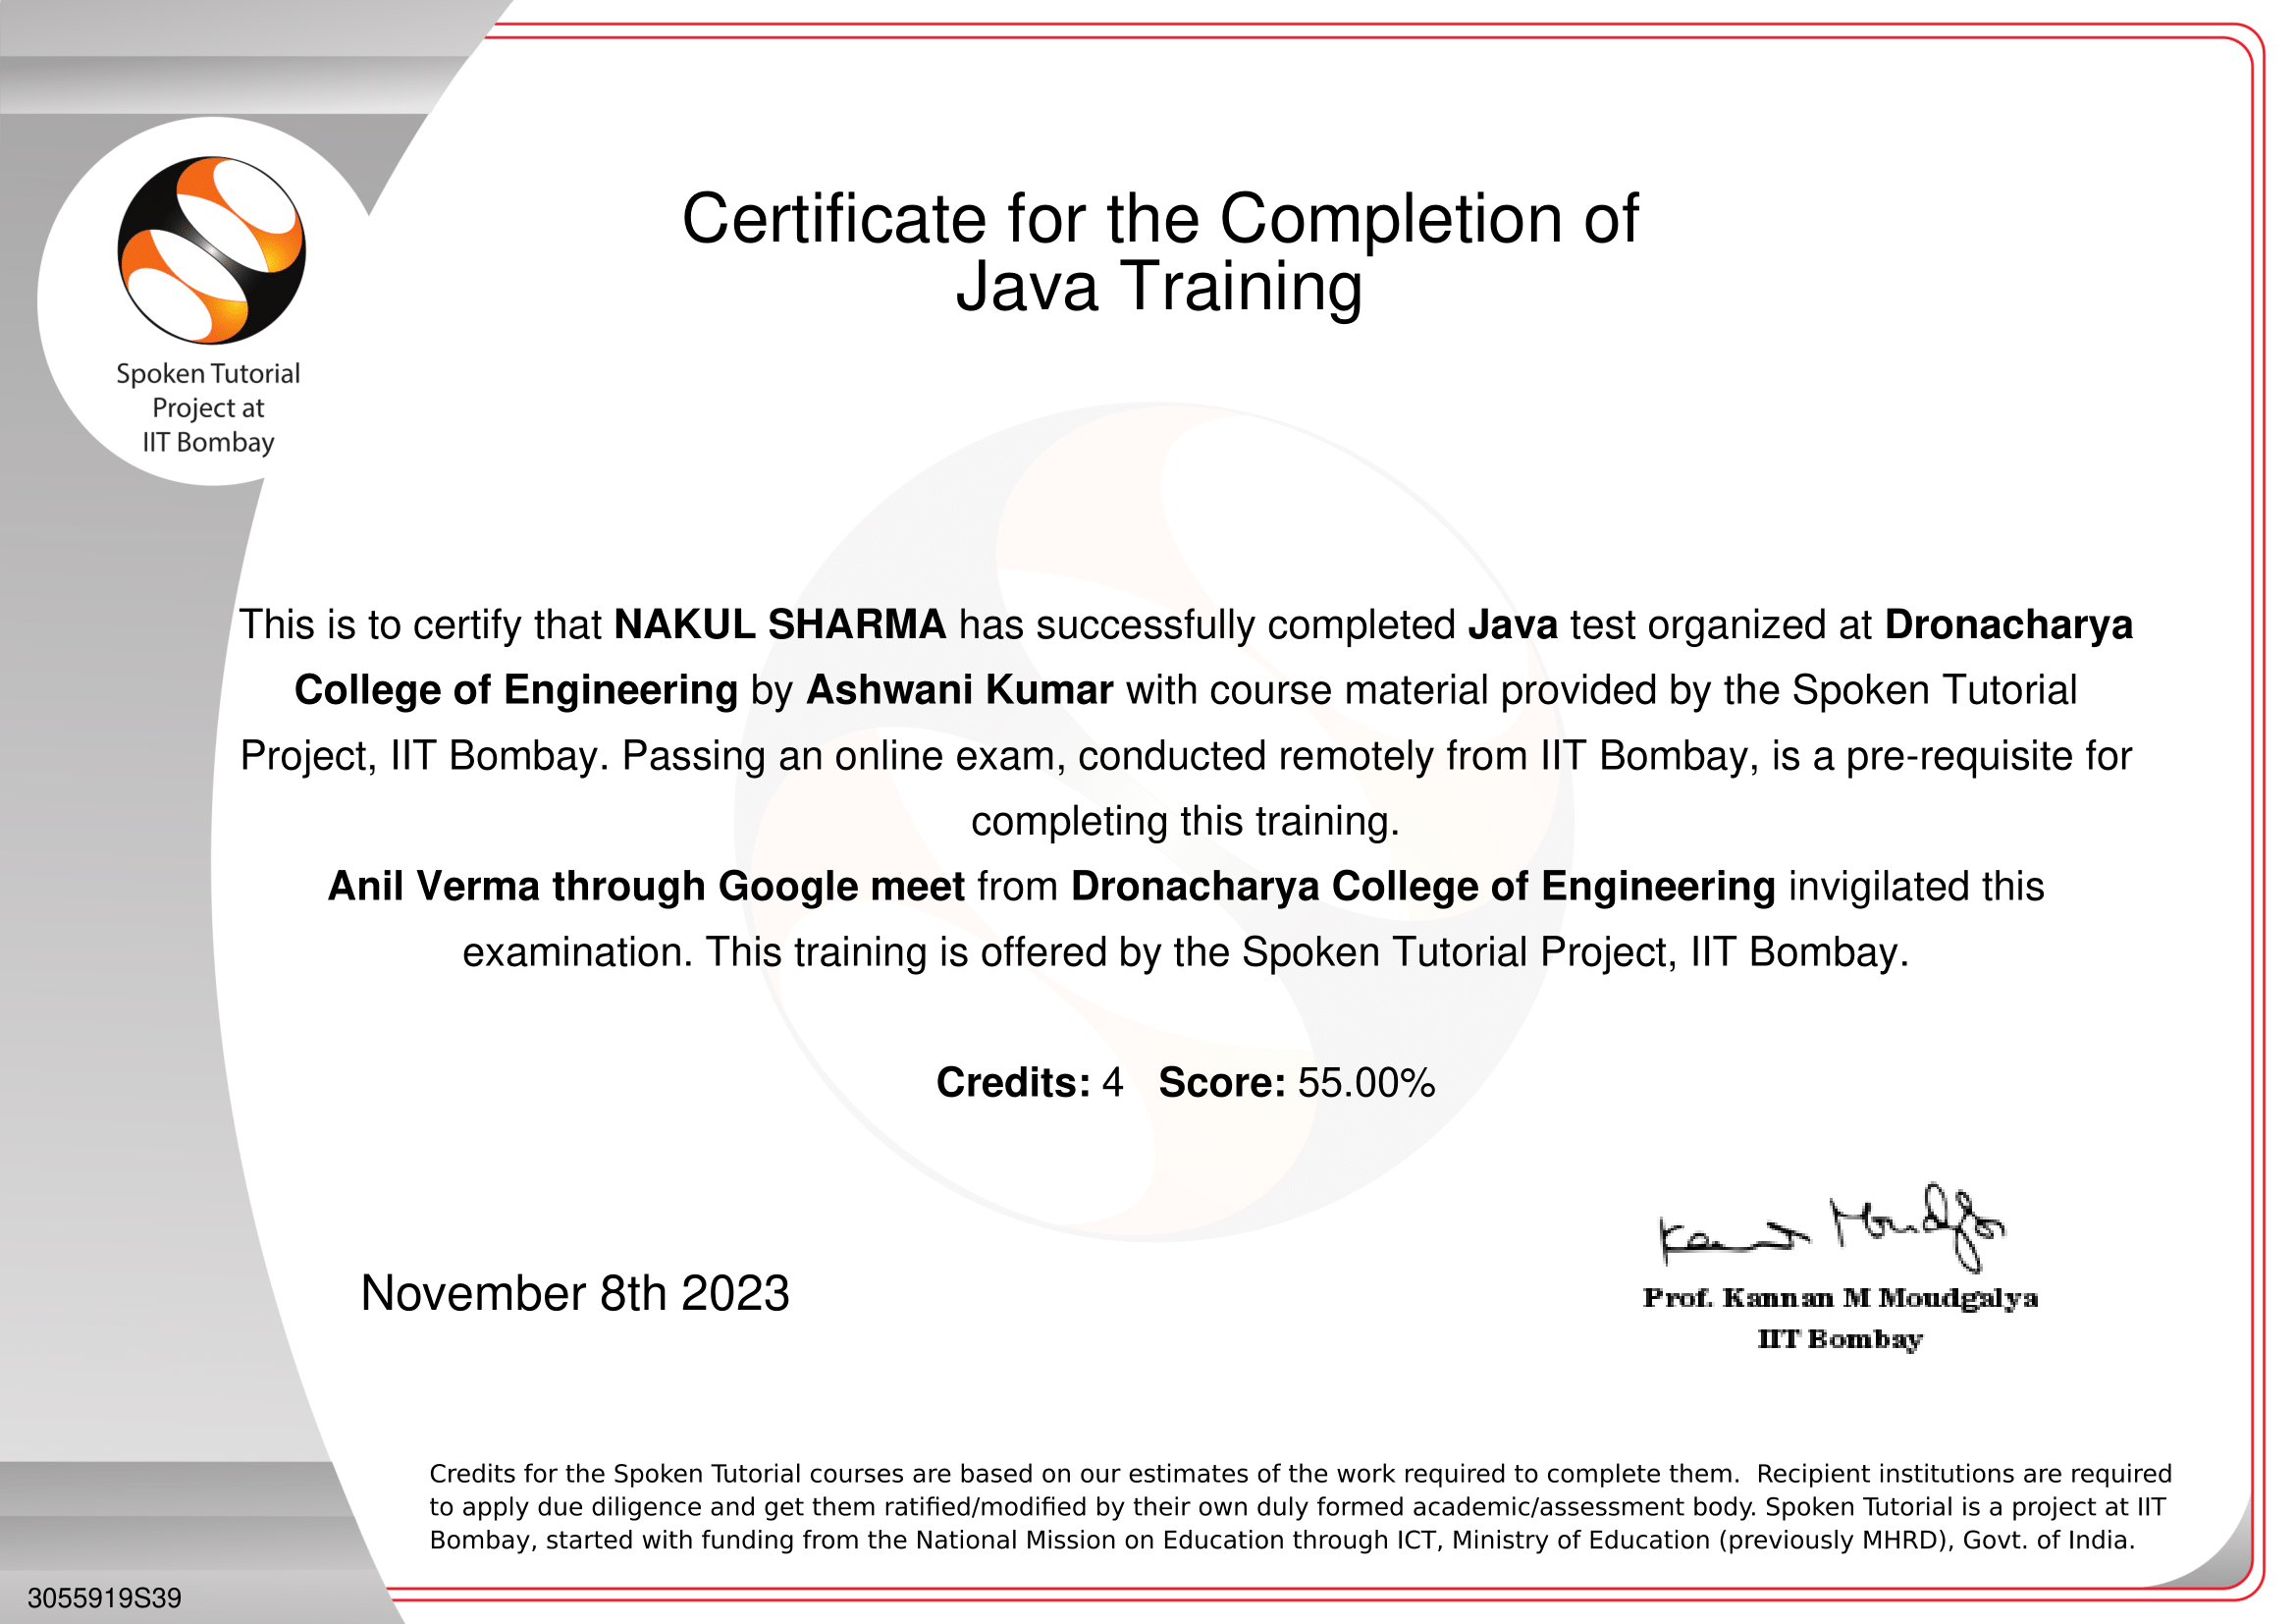 Certificate for the Completion of
Java Training
Spoken Tutorial
Project at
IIT Bombay
This is to certify that NAKUL SHARMA has successfully completed Java test organized at Dronacharya
College of Engineering by Ashwani Kumar with course material provided by the Spoken Tutorial
Project, IIT Bombay. Passing an online exam, conducted remotely from IIT Bombay, is a pre-requisite for
completing this training.
Anil Verma through Google meet from Dronacharya College of Engineering invigilated this
examination. This training is offered by the Spoken Tutorial Project, IIT Bombay.
Credits: 4 Score: 55.00%
November 8th 2023
Kannan Moudgalya
Prof. Kannan M Moudgalya
IIT Bombay
Credits for the Spoken Tutorial courses are based on our estimates of the work required to complete them. Recipient institutions are required
to apply due diligence and get them ratified/modified by their own duly formed academic/assessment body. Spoken Tutorial is a project at IIT
Bombay, started with funding from the National Mission on Education through ICT, Ministry of Education (previously MHRD), Govt. of India.
3055919S39